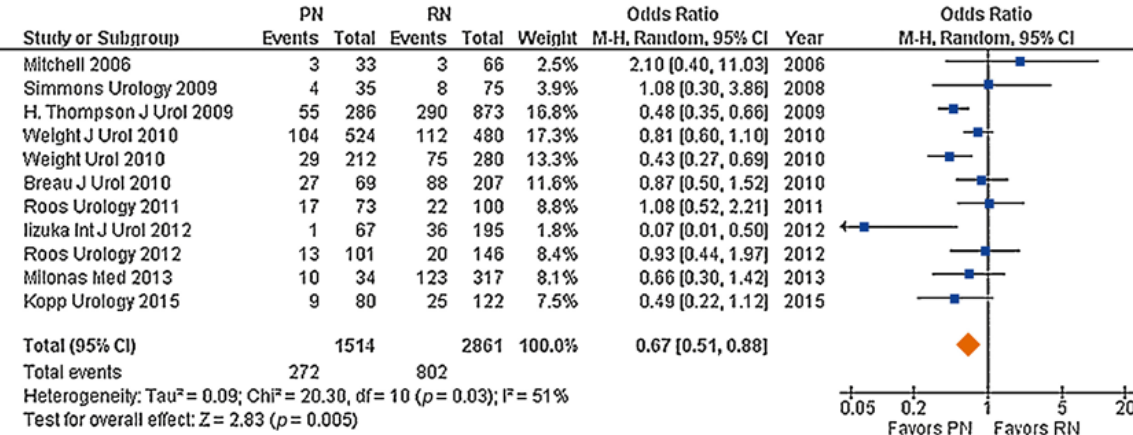 PN RN Odds Ratio Odds Ratio
Study or Subgroup Events Total Events Total Weight M-H, Random, 95% CI Year M-H, Random, 95% CI
Mitchell 2006 3 33 3 66 2.5% 2.10 [0.40, 11.03] 2006
Simmons Urology 2009 4 35 8 75 3.9% 1.08 [0.30, 3.86] 2008
H. Thompson J Urol 2009 55 286 290 873 16.8% 0.48 [0.35, 0.66] 2009
Weight J Urol 2010 104 524 112 480 17.3% 0.81 [0.60, 1.10] 2010
Weight Urol 2010 29 212 75 280 13.3% 0.43 [0.27, 0.69] 2010
Breau J Urol 2010 27 69 88 207 11.6% 0.87 [0.50, 1.52] 2010
Roos Urology 2011 17 73 22 100 8.8% 1.08 [0.52, 2.21] 2011
Iizuka Int J Urol 2012 1 67 36 195 1.8% 0.07 [0.01, 0.50] 2012
Roos Urology 2012 13 101 20 146 8.4% 0.93 [0.44, 1.97] 2012
Milonas Med 2013 10 34 123 317 8.1% 0.66 [0.30, 1.42] 2013
Kopp Urology 2015 9 80 25 122 7.5% 0.49 [0.22, 1.12] 2015
Total (95% CI) 1514 2861 100.0% 0.67 [0.51, 0.88]
Total events 272 802
Heterogeneity: Tau² = 0.09; Chi² = 20.30, df = 10 (p = 0.03); I² = 51%
Test for overall effect: Z = 2.83 (p = 0.005)
0.05 0.2 1 5 20
Favors PN Favors RN